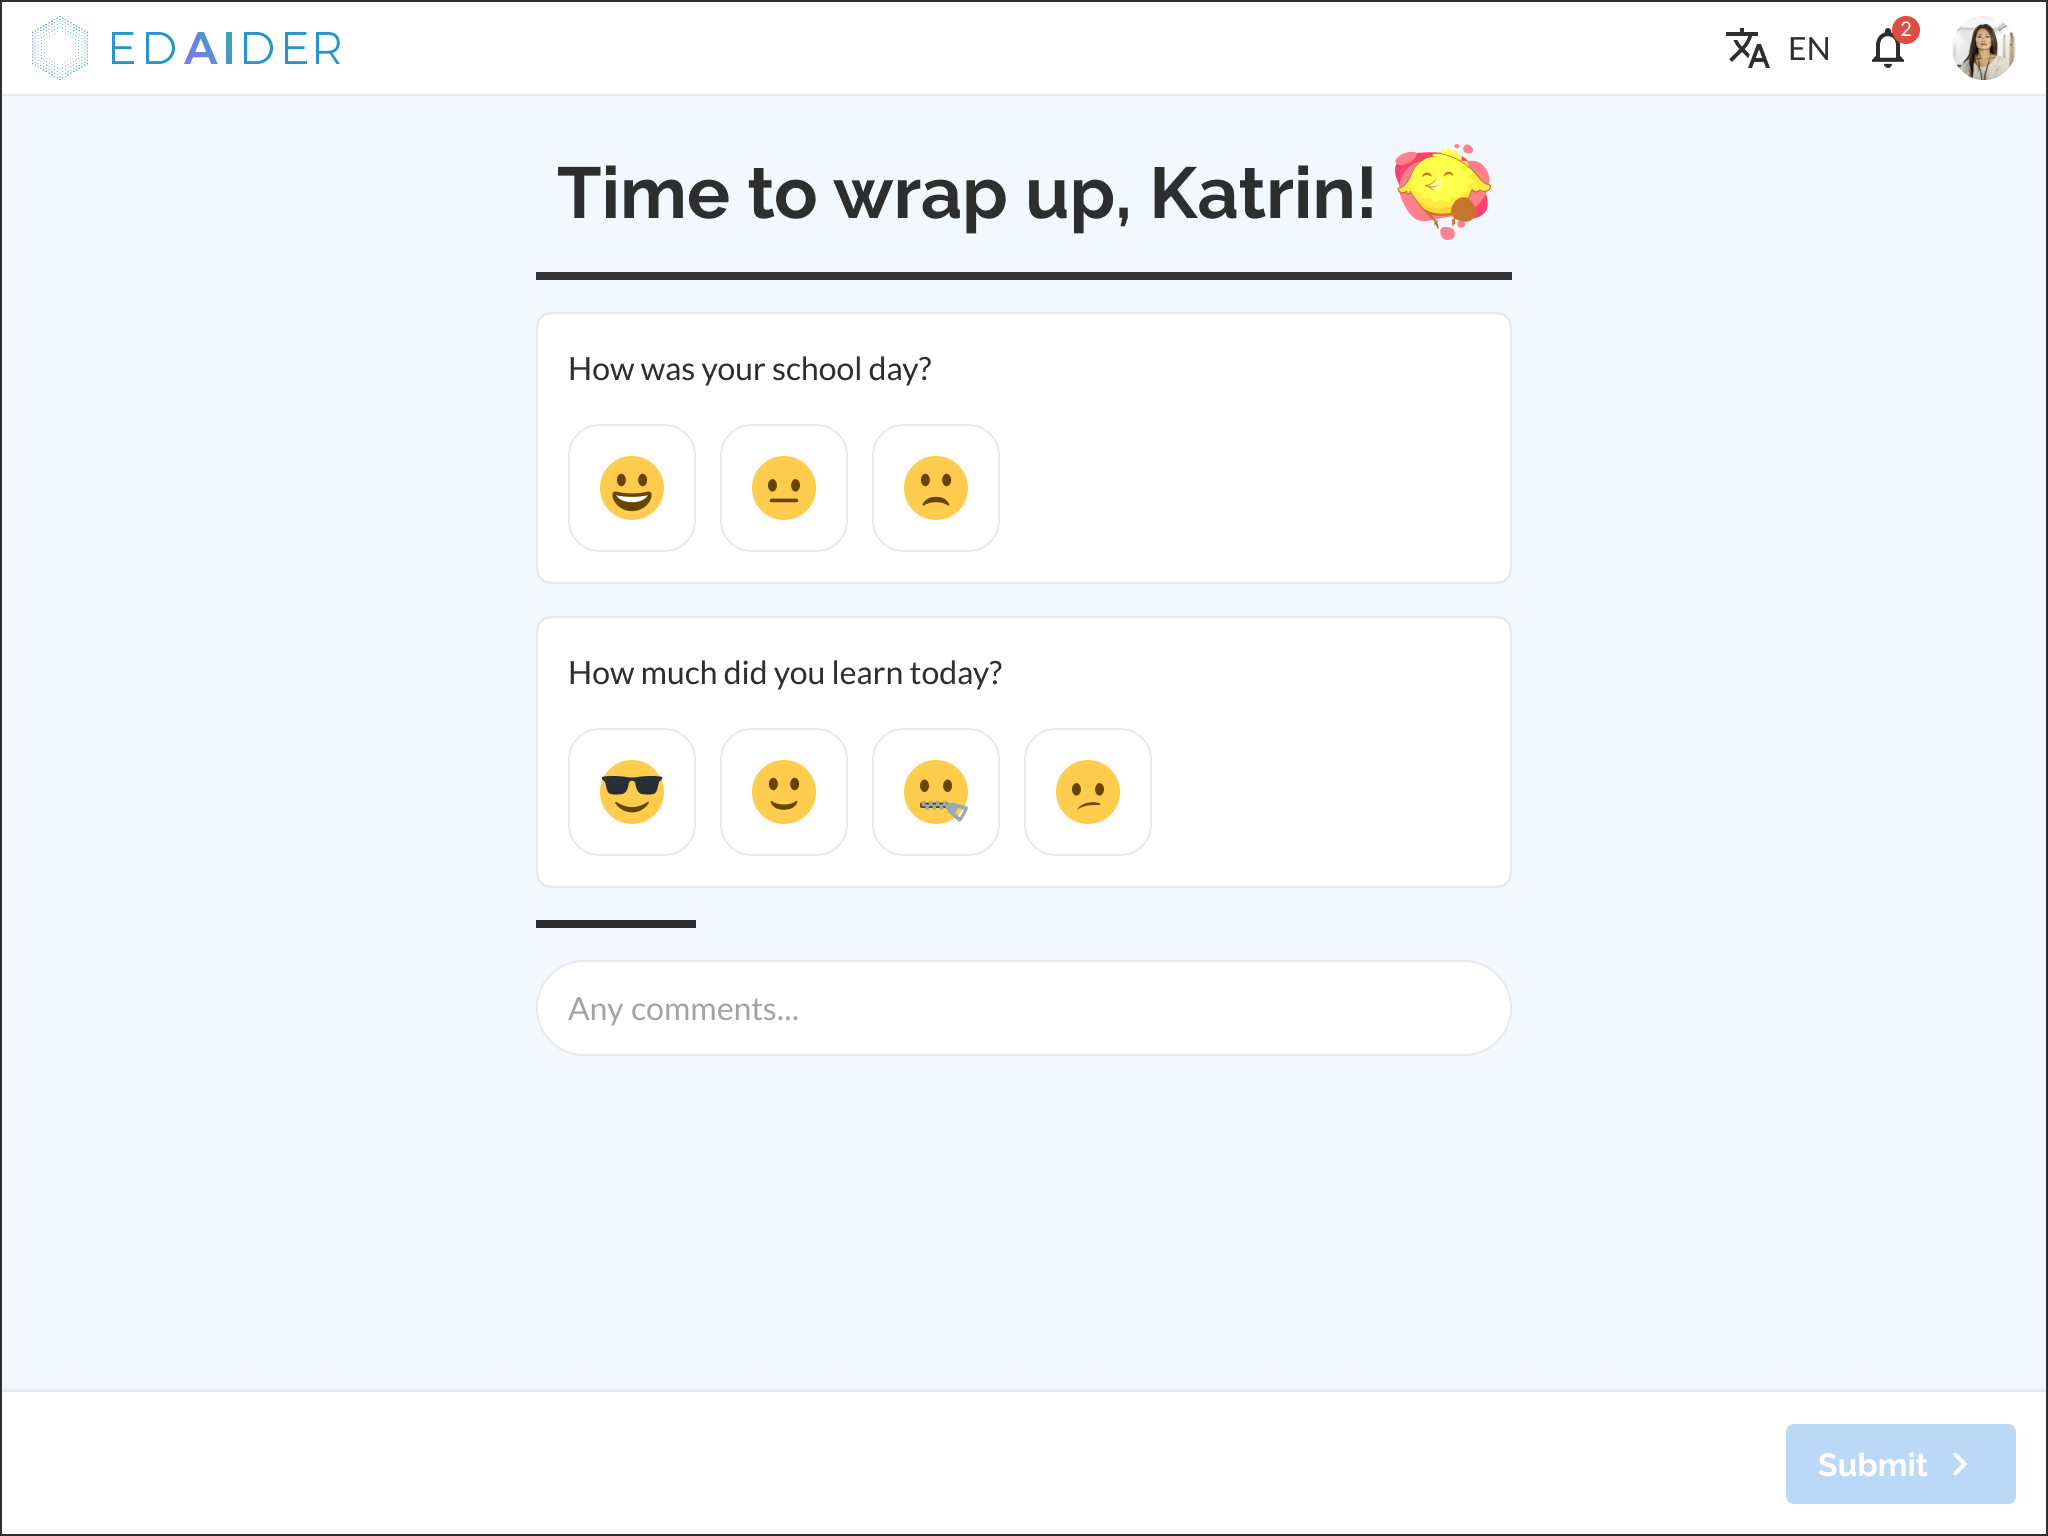 EDAIDER
EN
2
Time to wrap up, Katrin!
How was your school day?
How much did you learn today?
Any comments...
Submit